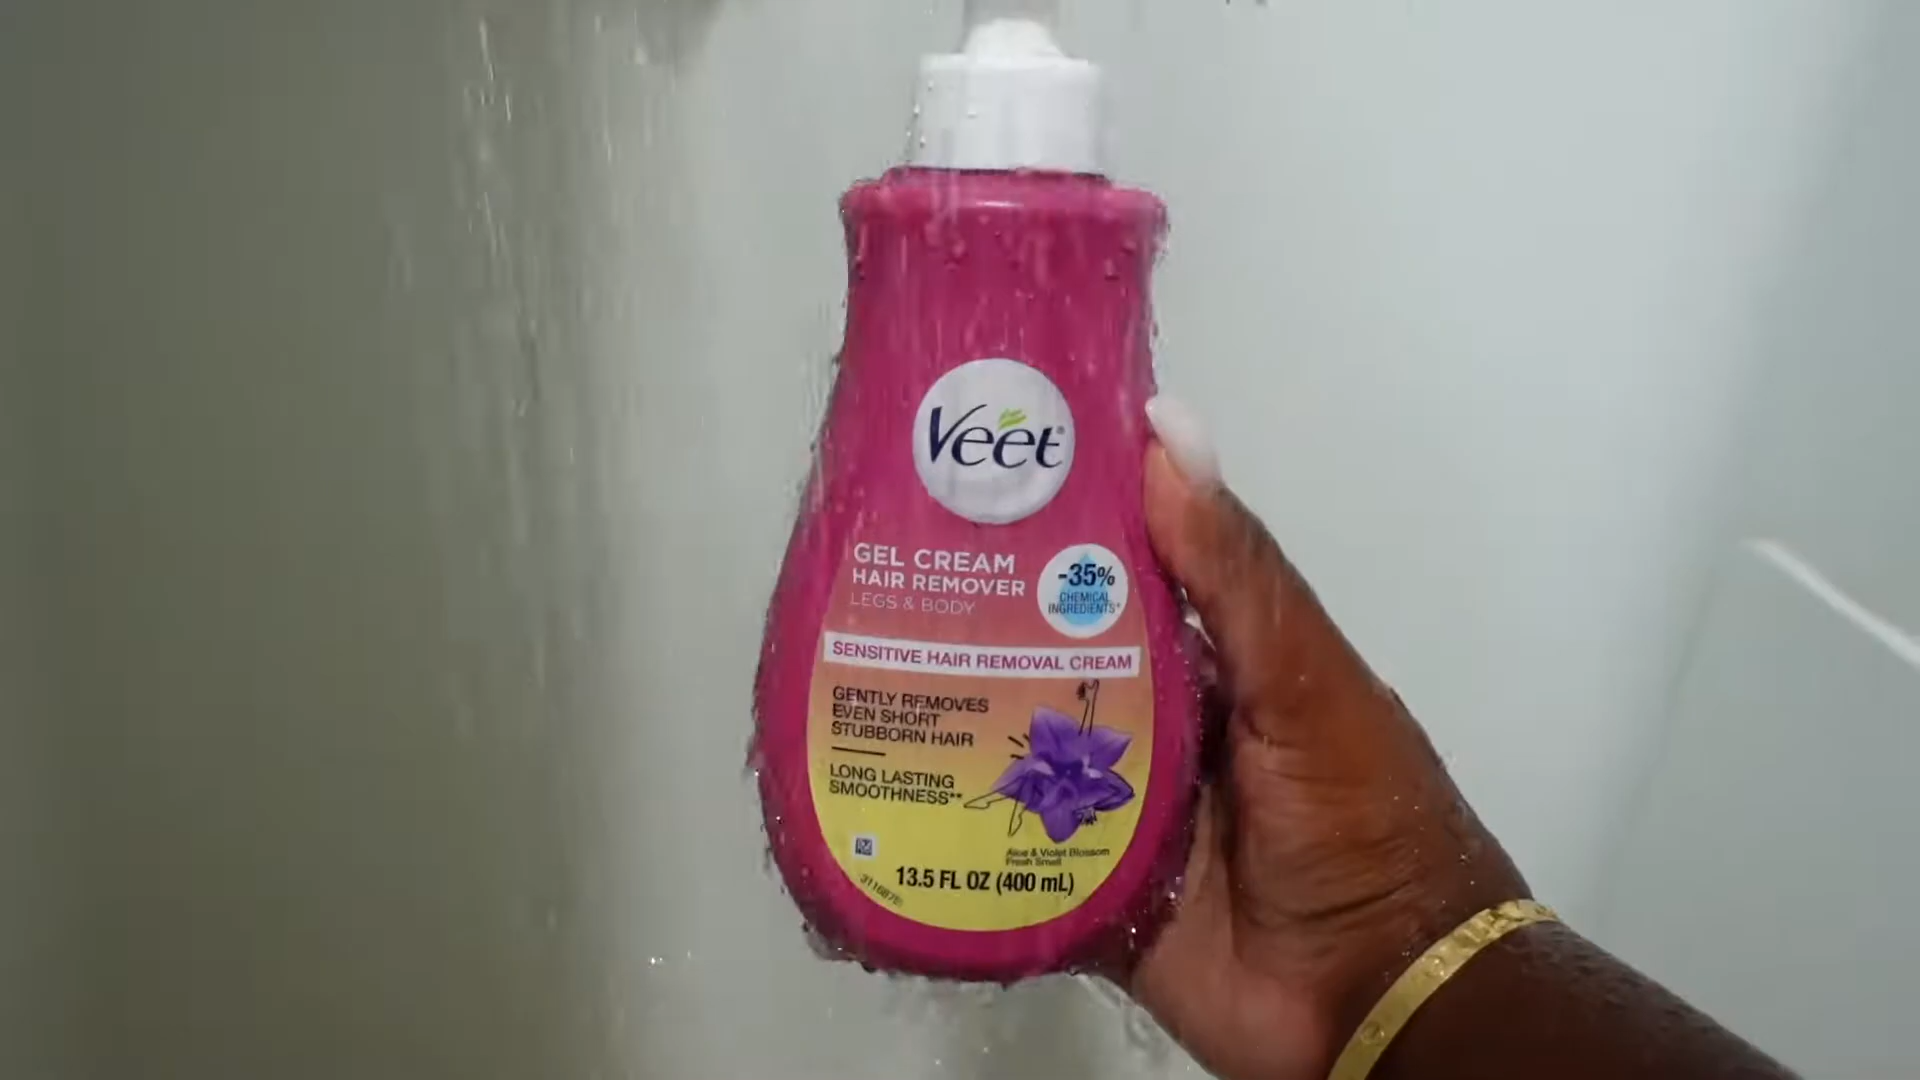 Veet®
GEL CREAM
HAIR REMOVER
LEGS & BODY
-35%
CHEMICAL
INGREDIENTS*
SENSITIVE HAIR REMOVAL CREAM
GENTLY REMOVES
EVEN SHORT
STUBBORN HAIR
LONG LASTING
SMOOTHNESS**
Aloe & Violet Blossom
Fresh Smell
13.5 FL OZ (400 mL)